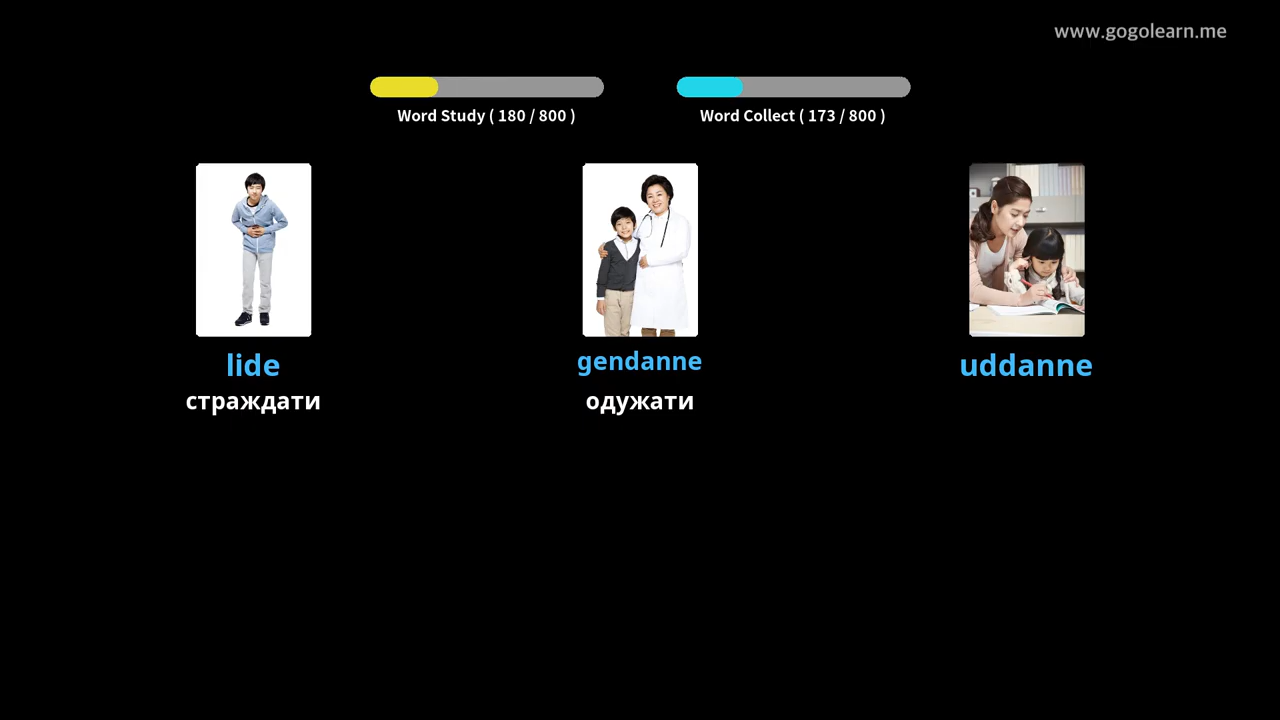 www.gogolearn.me
Word Study ( 180 / 800 )
Word Collect ( 173 / 800 )
lide
страждати
gendanne
одужати
uddanne